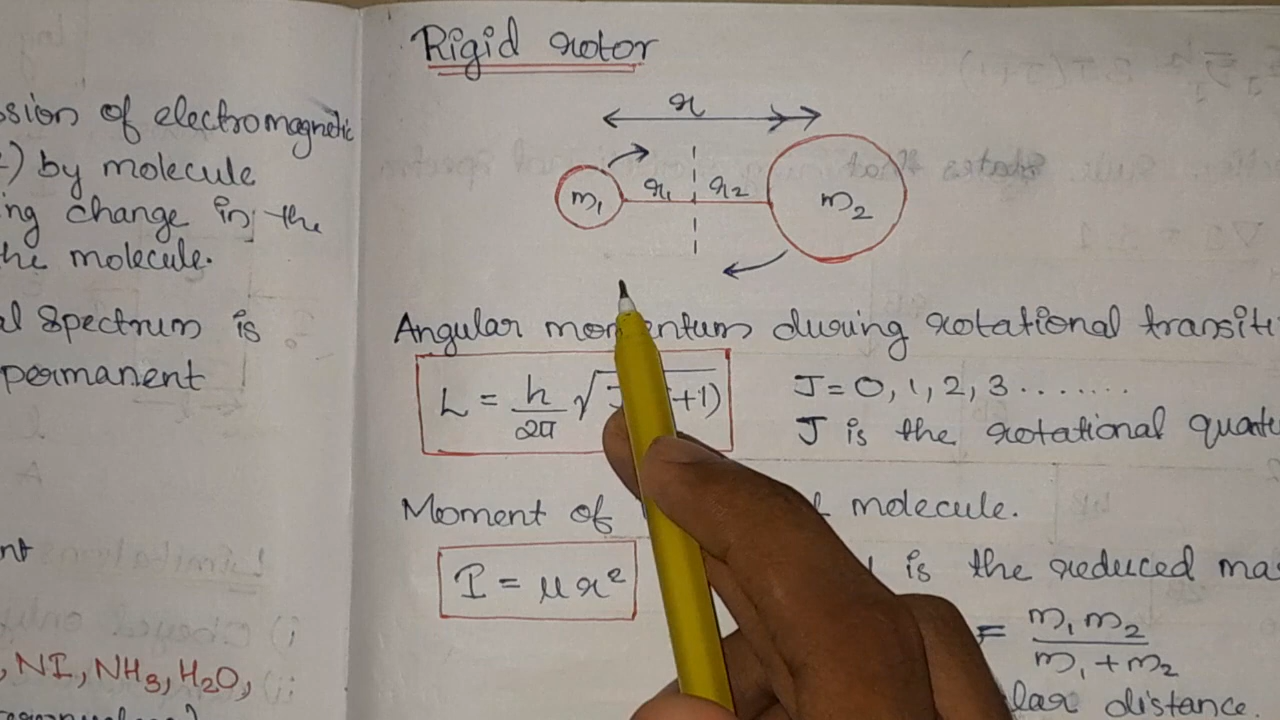 ssion of electromagnetic
) by molecule
ng change in the
he molecule.
al Spectrum is
permanent
nt
, NI, NH₃, H₂O,
Rigid rotor
r
m₁ r₁ r₂ m₂
Angular momentum during rotational transiti
L = h/2π √ +1) J = 0, 1, 2, 3 .......
J is the rotational quant
Moment of molecule.
I = μr² is the reduced ma
= m₁ m₂ / m₁ + m₂
lar distance.